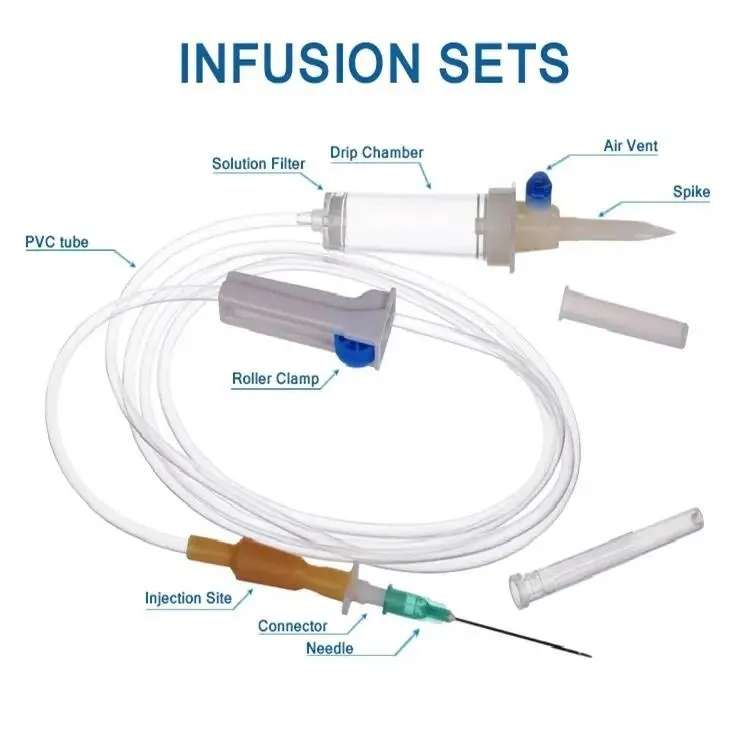 INFUSION SETS
Air Vent
Drip Chamber
Solution Filter
Spike
PVC tube
Roller Clamp
Injection Site
Connector
Needle